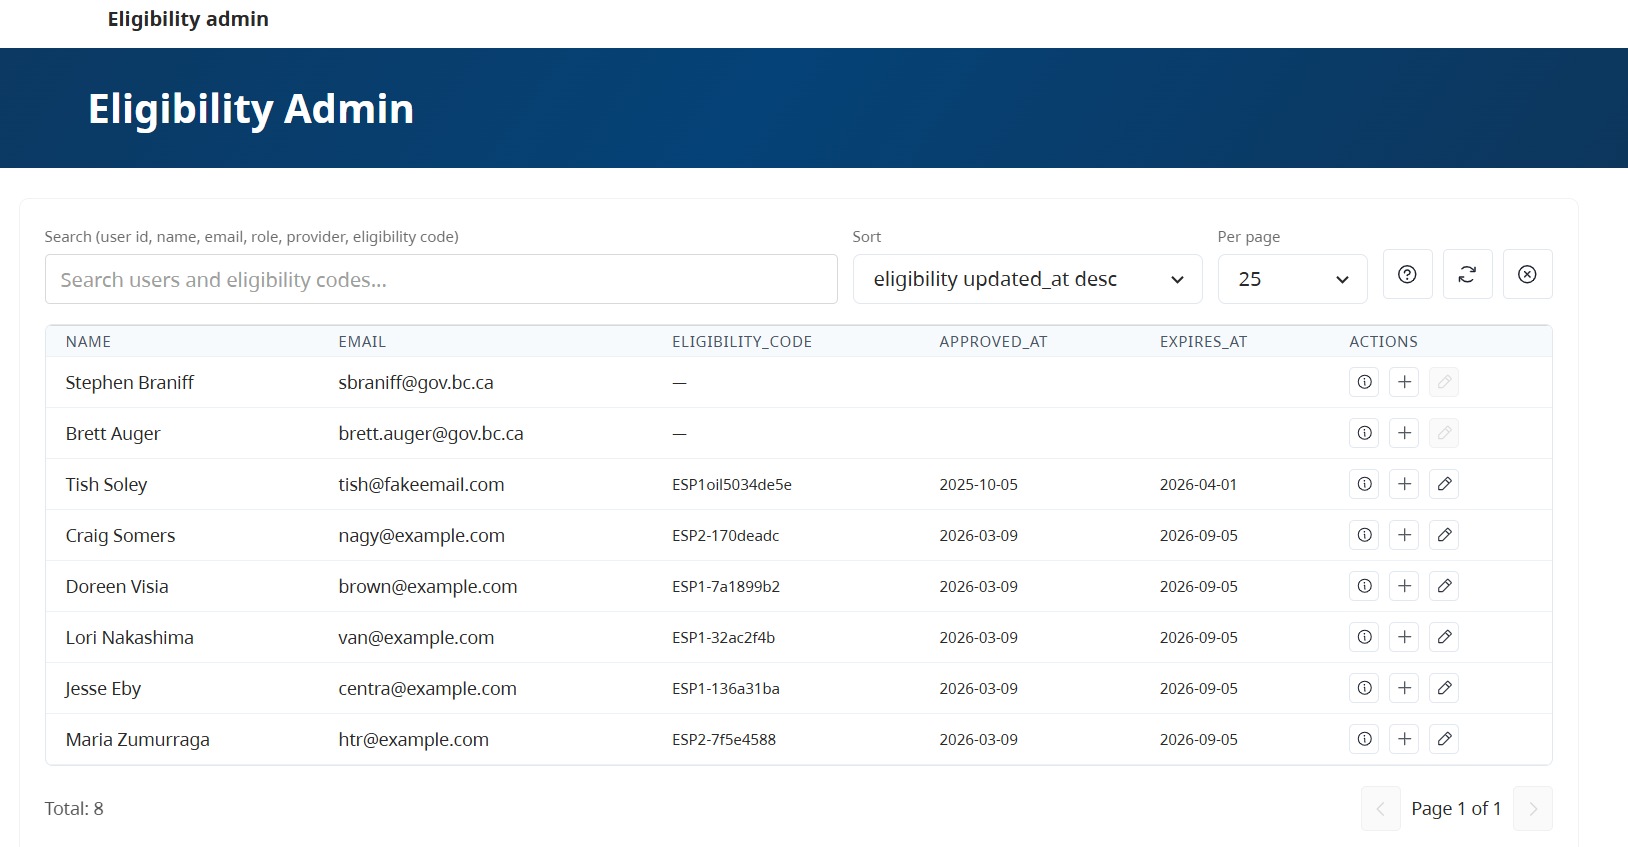 Eligibility admin
Eligibility Admin
Search (user id, name, email, role, provider, eligibility code) Sort Per page
Search users and eligibility codes... eligibility updated_at desc 25
NAME EMAIL ELIGIBILITY_CODE APPROVED_AT EXPIRES_AT ACTIONS
Stephen Braniff sbraniff@gov.bc.ca —
Brett Auger brett.auger@gov.bc.ca —
Tish Soley tish@fakeemail.com ESP1oil5034de5e 2025-10-05 2026-04-01
Craig Somers nagy@example.com ESP2-170deadc 2026-03-09 2026-09-05
Doreen Visia brown@example.com ESP1-7a1899b2 2026-03-09 2026-09-05
Lori Nakashima van@example.com ESP1-32ac2f4b 2026-03-09 2026-09-05
Jesse Eby centra@example.com ESP1-136a31ba 2026-03-09 2026-09-05
Maria Zumurraga htr@example.com ESP2-7f5e4588 2026-03-09 2026-09-05
Total: 8 Page 1 of 1